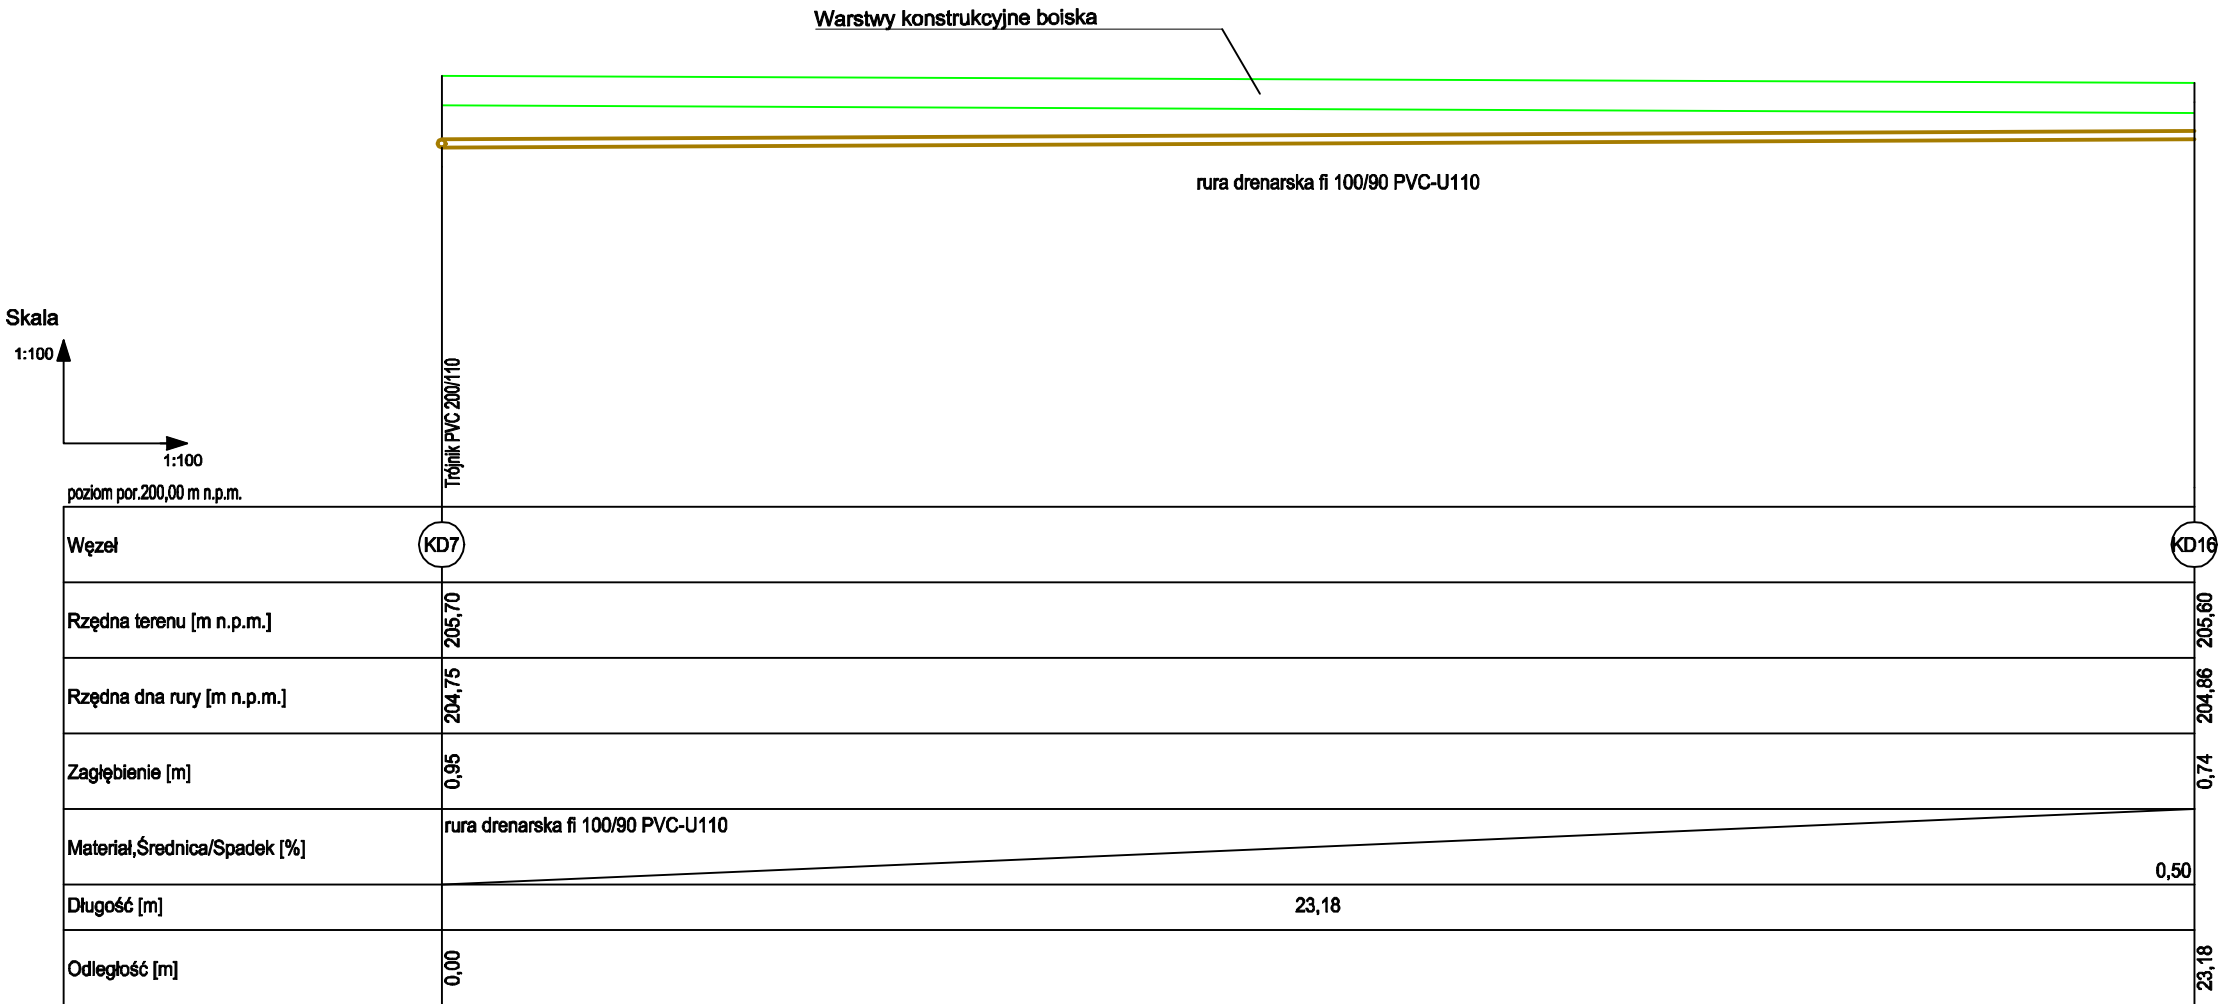 Warstwy konstrukcyjne boiska
rura drenarska fi 100/90 PVC-U110
Skala
1:100
1:100
Trójnik PVC 200/110
poziom por.200,00 m n.p.m.
Węzeł KD7 KD16
Rzędna terenu [m n.p.m.] 205,70 205,60
Rzędna dna rury [m n.p.m.] 204,75 204,86
Zagłębienie [m] 0,95 0,74
rura drenarska fi 100/90 PVC-U110
Materiał,Średnica/Spadek [%]
0,50
Długość [m] 23,18
Odległość [m] 0,00 23,18